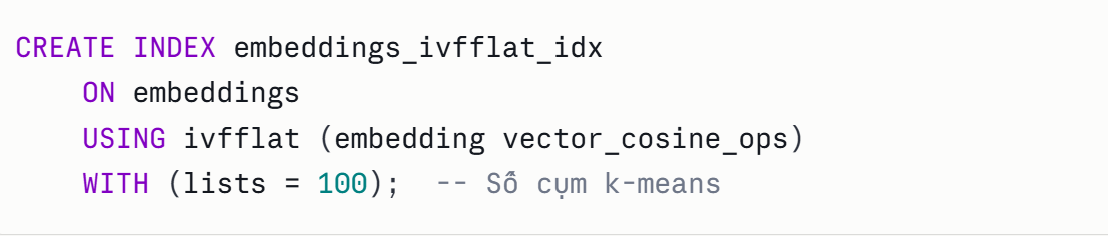 CREATE INDEX embeddings_ivfflat_idx
    ON embeddings
    USING ivfflat (embedding vector_cosine_ops)
    WITH (lists = 100);  -- Số cụm k-means